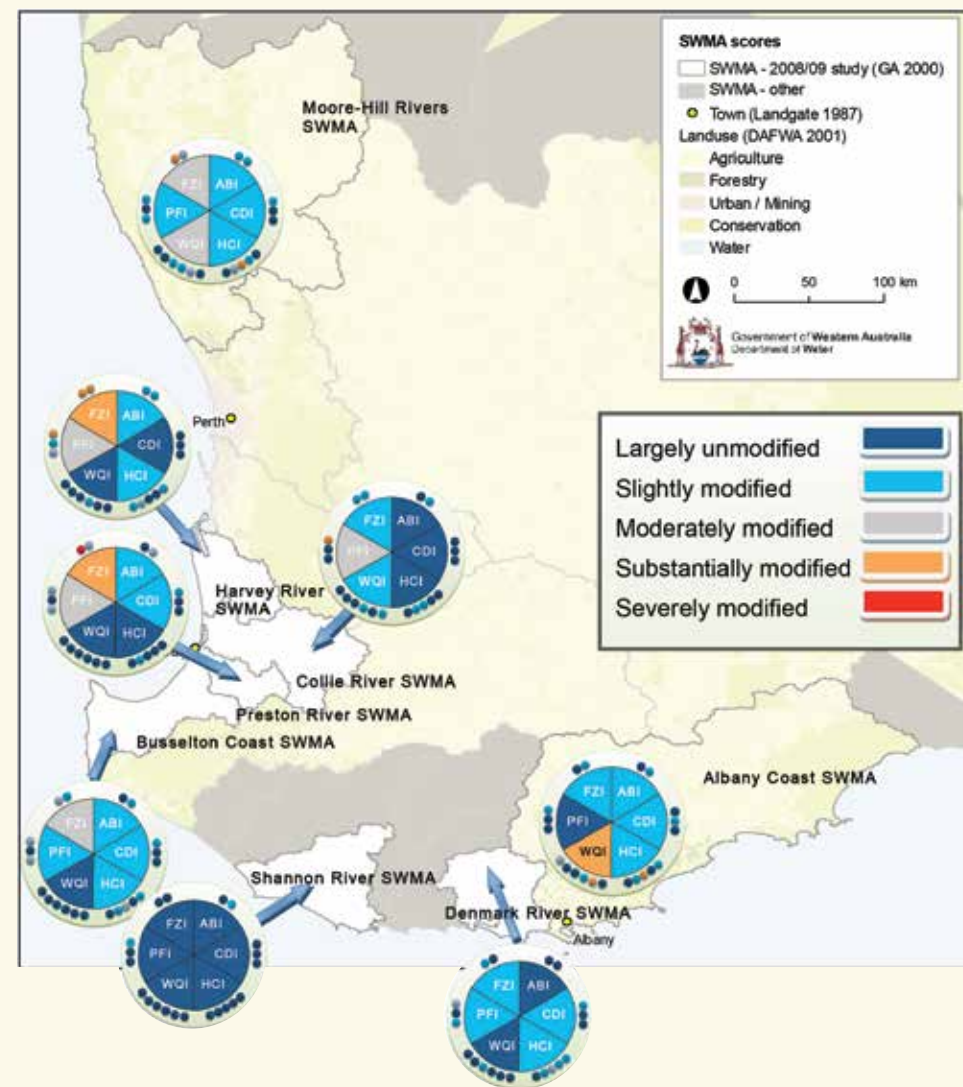 SWMA scores
SWMA - 2008/09 study (GA 2000)
SWMA - other
Town (Landgate 1987)
Landuse (DAFWA 2001)
Agriculture
Forestry
Urban / Mining
Conservation
Water
0 50 100 km
Government of Western Australia
Department of Water
Moore-Hill Rivers
SWMA
FZI ABI
PFI CDI
WQI HCI
Perth
FZI ABI
PFI CDI
WQI HCI
Largely unmodified
Slightly modified
Moderately modified
Substantially modified
Severely modified
FZI ABI
PFI CDI
WQI HCI
Harvey River
SWMA
FZI ABI
PFI CDI
WQI HCI
Collie River SWMA
Preston River SWMA
Busselton Coast SWMA
Albany Coast SWMA
FZI ABI
PFI CDI
WQI HCI
FZI ABI
PFI CDI
WQI HCI
Shannon River SWMA
Denmark River SWMA
Albany
FZI ABI
PFI CDI
WQI HCI
FZI ABI
PFI CDI
WQI HCI